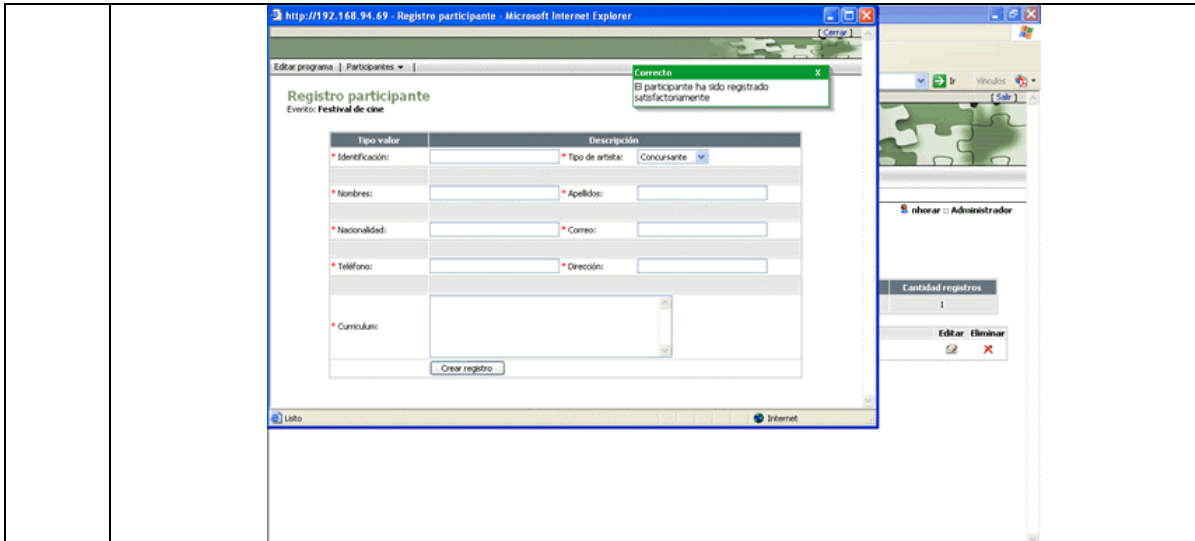 http://192.168.94.69 - Registro participante - Microsoft Internet Explorer
[ Cerrar ]
Editar programa | Participantes |
Correcto X
El participante ha sido registrado
satisfactoriamente
Registro participante
Evento: Festival de cine
Tipo valor Descripción
* Identificación: * Tipo de artista: Concursante
* Nombres: * Apellidos:
* Nacionalidad: * Correo:
* Teléfono: * Dirección:
* Curriculum:
Crear registro
Listo Internet
Ir Vínculos
[ Salir ]
nhorar :: Administrador
Cantidad registros
1
Editar Eliminar